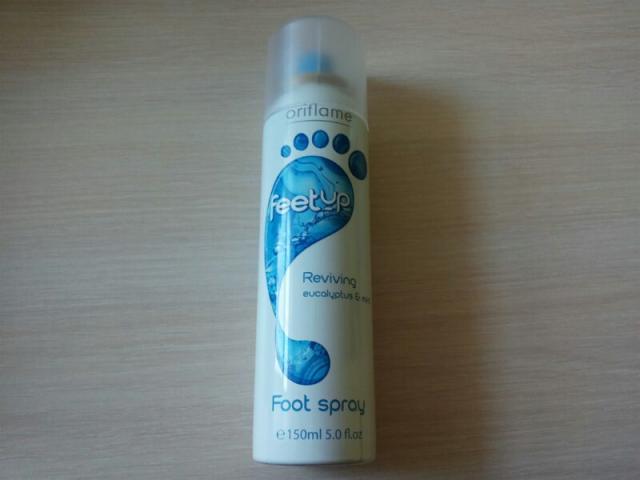 oriflame
feetup
Reviving
eucalyptus &
Foot spray
e 150ml 5.0 fl.oz